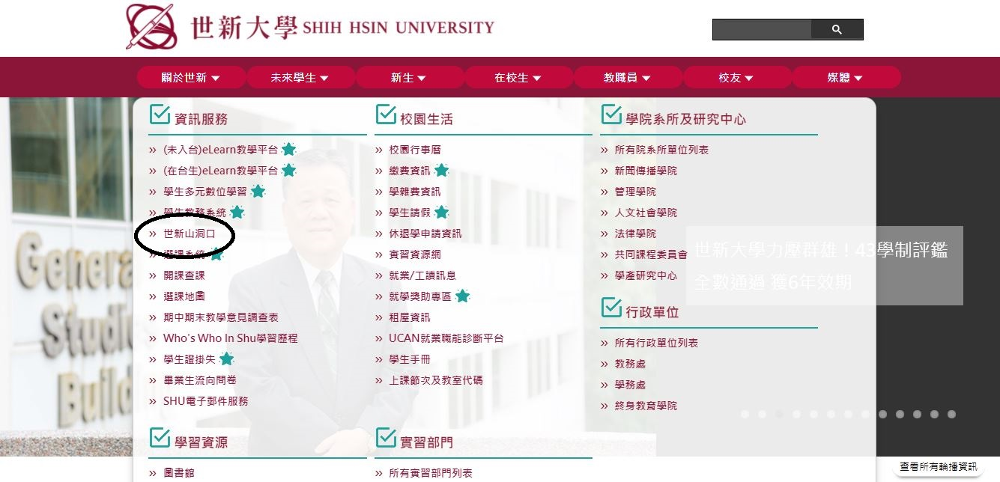 世新大學 SHIH HSIN UNIVERSITY
關於世新
未來學生
新生
在校生
教職員
校友
媒體
資訊服務
(未入台)eLearn教學平台
(在台生)eLearn教學平台
學生多元數位學習
學生教務系統
世新山洞口
選課系統
開課查課
選課地圖
期中期末教學意見調查表
Who's Who In Shu學習歷程
學生證掛失
畢業生流向問卷
SHU電子郵件服務
學習資源
圖書館
校園生活
校園行事曆
繳費資訊
學雜費資訊
學生請假
休退學申請資訊
實習資源網
就業/工讀訊息
就學獎助專區
租屋資訊
UCAN就業職能診斷平台
學生手冊
上課節次及教室代碼
實習部門
所有實習部門列表
學院系所及研究中心
所有院系所單位列表
新聞傳播學院
管理學院
人文社會學院
法律學院
共同課程委員會
學產研究中心
行政單位
所有行政單位列表
教務處
學務處
終身教育學院
世新大學力壓群雄！43學制評鑑
全數通過 獲6年效期
General
Studies
Build
查看所有輪播資訊